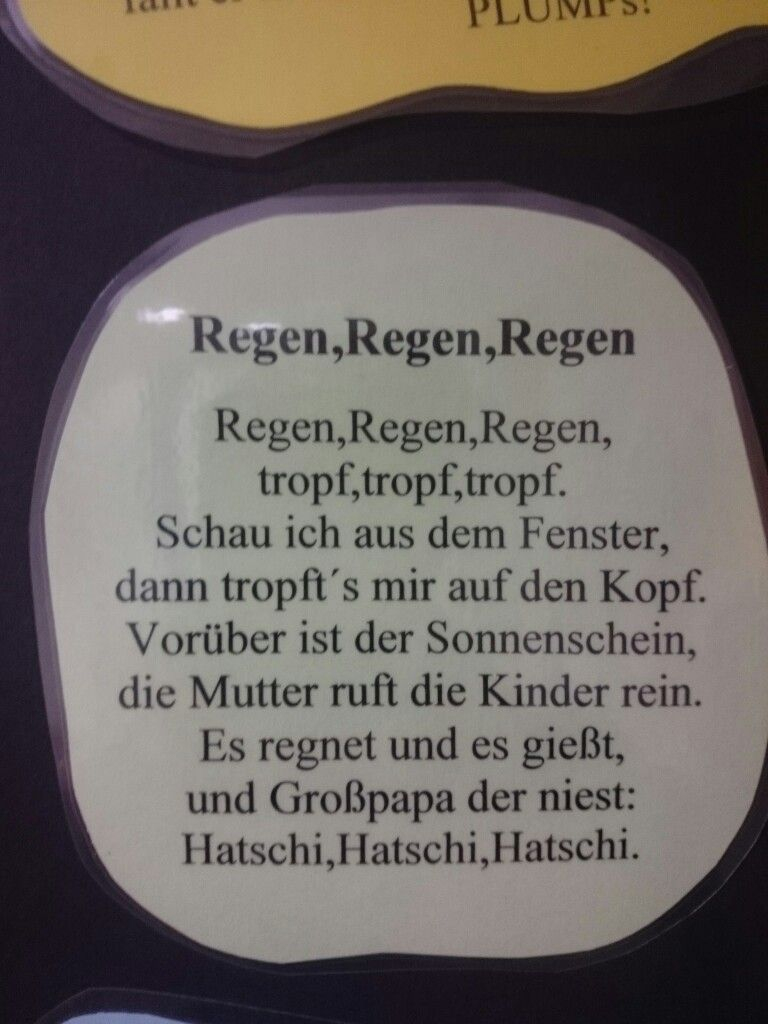 PLUMPs!
Regen,Regen,Regen
Regen,Regen,Regen,
tropf,tropf,tropf.
Schau ich aus dem Fenster,
dann tropft´s mir auf den Kopf.
Vorüber ist der Sonnenschein,
die Mutter ruft die Kinder rein.
Es regnet und es gießt,
und Großpapa der niest:
Hatschi,Hatschi,Hatschi.